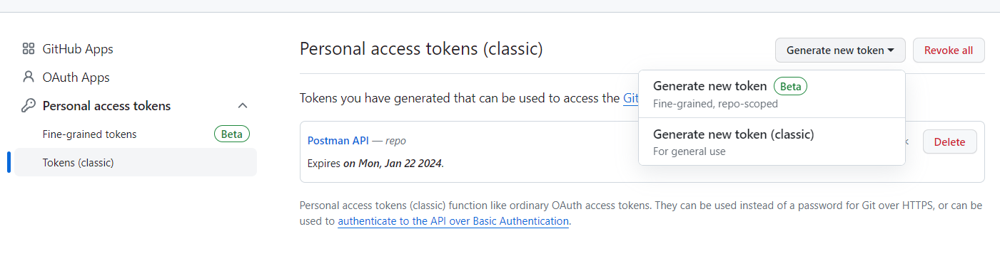 GitHub Apps
OAuth Apps
Personal access tokens
Fine-grained tokens Beta
Tokens (classic)
Personal access tokens (classic)
Generate new token
Revoke all
Generate new token Beta
Fine-grained, repo-scoped
Generate new token (classic)
For general use
Tokens you have generated that can be used to access the
Postman API — repo
Delete
Expires on Mon, Jan 22 2024.
Personal access tokens (classic) function like ordinary OAuth access tokens. They can be used instead of a password for Git over HTTPS, or can be
used to authenticate to the API over Basic Authentication.